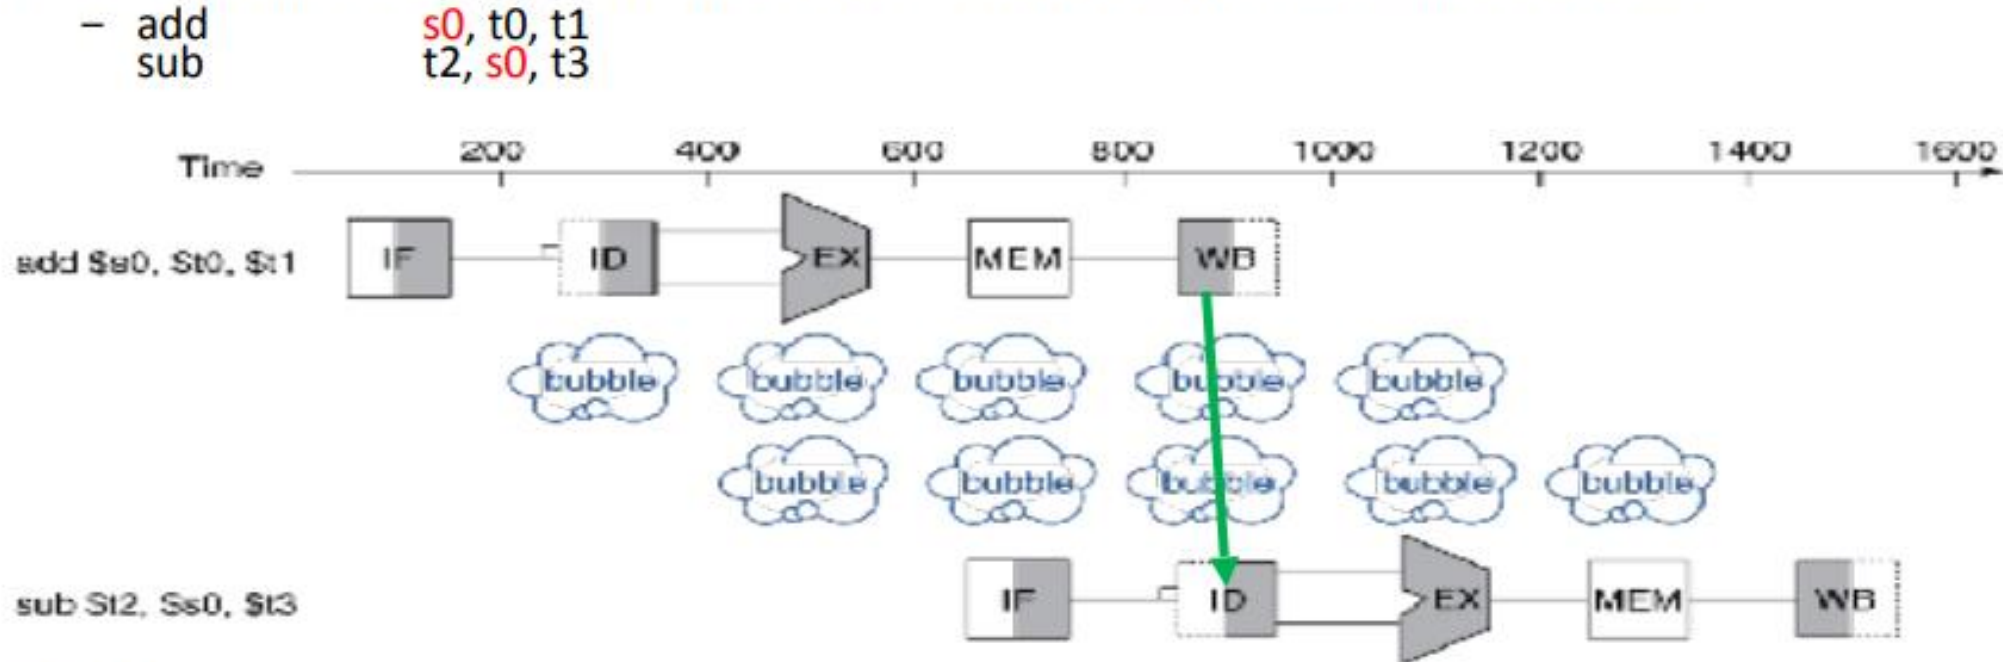 – add s0, t0, t1
sub t2, s0, t3
Time 200 400 600 800 1000 1200 1400 1600
add $s0, $t0, $t1 IF ID EX MEM WB
bubble bubble bubble bubble bubble
bubble bubble bubble bubble bubble
sub $t2, $s0, $t3 IF ID EX MEM WB